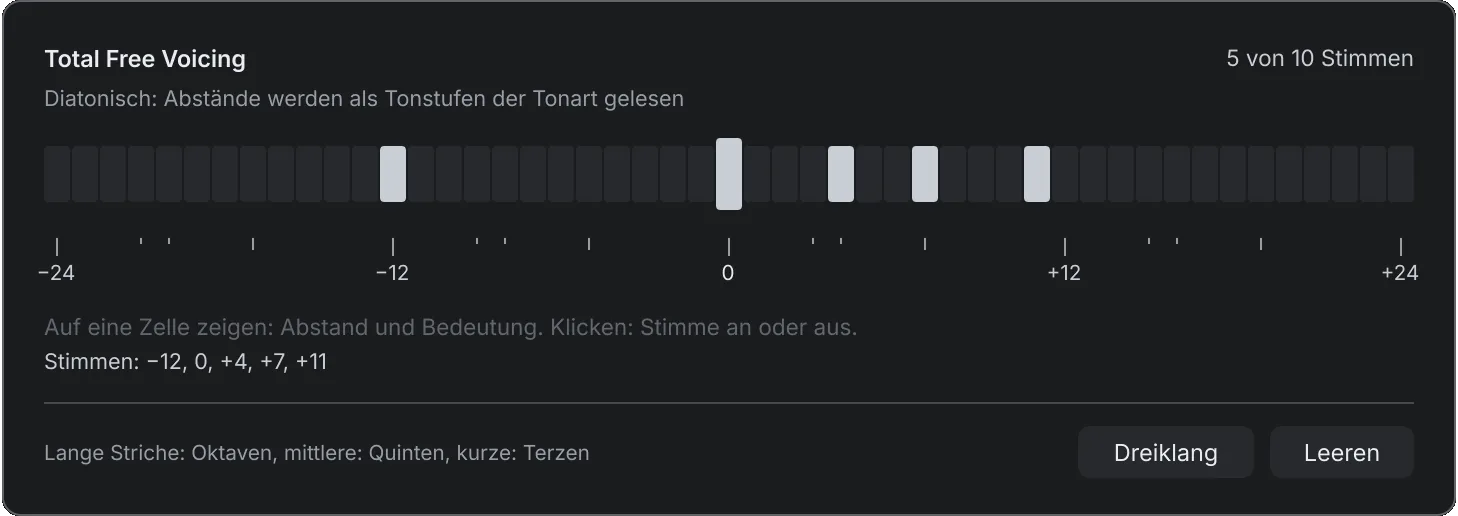 Total Free Voicing
5 von 10 Stimmen
Diatonisch: Abstände werden als Tonstufen der Tonart gelesen
−24
−12
0
+12
+24
Auf eine Zelle zeigen: Abstand und Bedeutung. Klicken: Stimme an oder aus.
Stimmen: −12, 0, +4, +7, +11
Lange Striche: Oktaven, mittlere: Quinten, kurze: Terzen
Dreiklang
Leeren